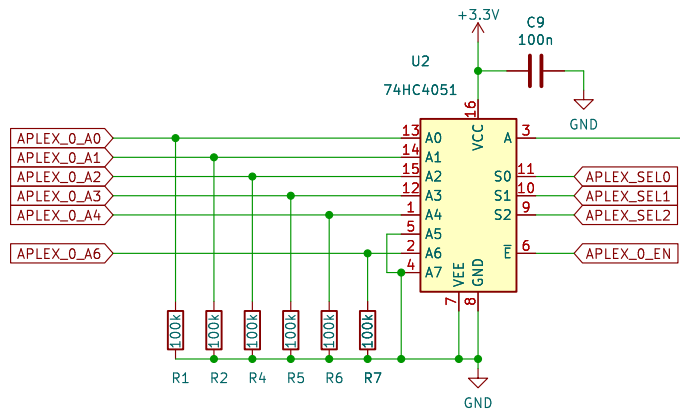 +3.3V
C9
100n
U2
74HC4051
GND
16
VCC
APLEX_0_A0 13 A0 A 3
APLEX_0_A1 14 A1
APLEX_0_A2 15 A2 S0 11 APLEX_SEL0
APLEX_0_A3 12 A3 S1 10 APLEX_SEL1
APLEX_0_A4 1 A4 S2 9 APLEX_SEL2
5 A5
APLEX_0_A6 2 A6 E 6 APLEX_0_EN
4 A7
VEE GND
7 8
100k 100k 100k 100k 100k 100k
R1 R2 R4 R5 R6 R7
GND